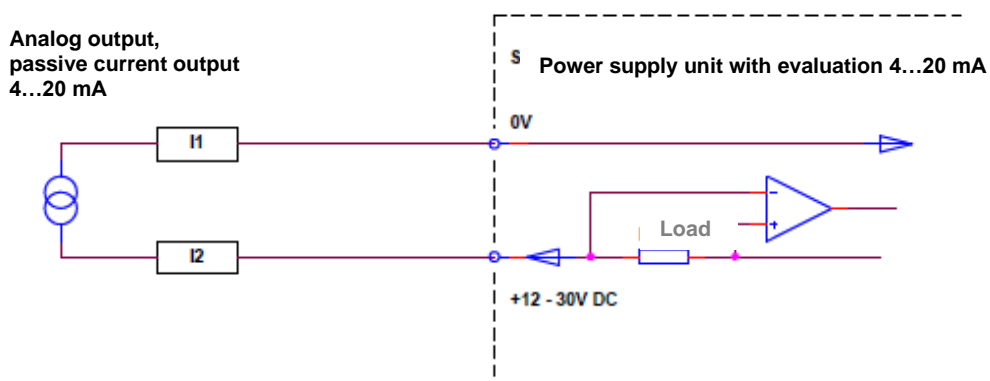 Analog output,
passive current output
4…20 mA
S
Power supply unit with evaluation 4…20 mA
0V
I1
I2
-
+
Load
+12 - 30V DC